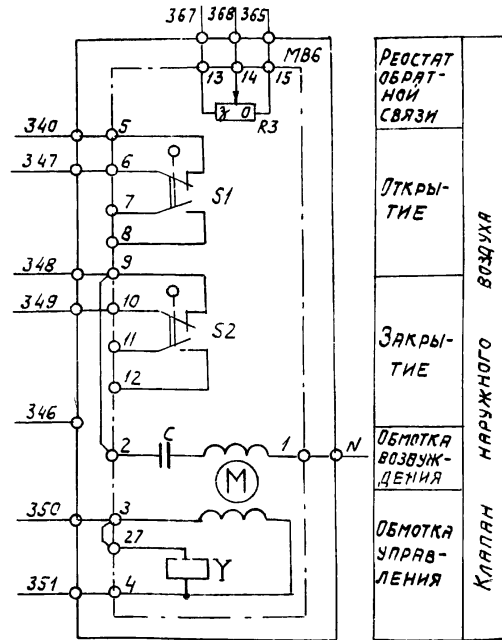 367 368 365
МВ6
13 14 15
З О
R3
340 5
347 6
S1
7
8
348 9
349 10
S2
11
12
346
2 C 1 N
M
350 3
27
Y
351 4
РЕОСТАТ
ОБРАТ-
НОЙ
СВЯЗИ
ОТКРЫ-
ТИЕ
ЗАКРЫ-
ТИЕ
ОБМОТКА
ВОЗБУЖ-
ДЕНИЯ
ОБМОТКА
УПРАВ-
ЛЕНИЯ
КЛАПАН НАРУЖНОГО ВОЗДУХА